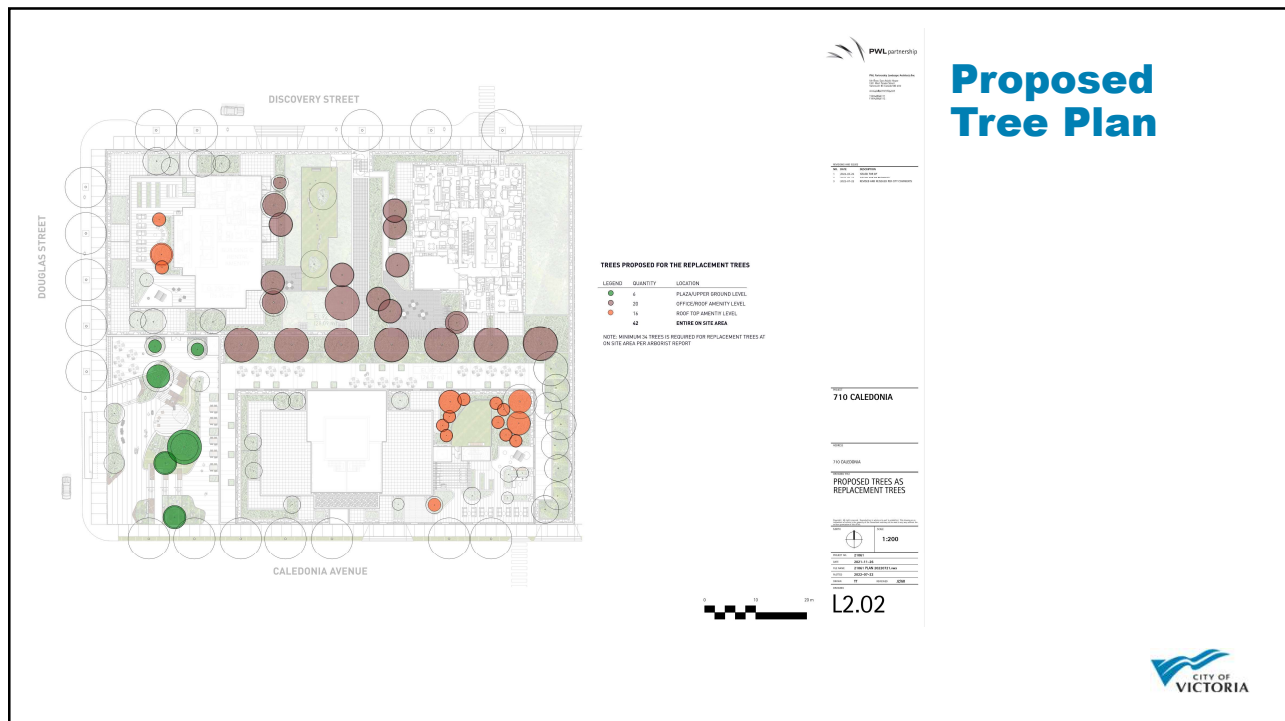 Proposed
Tree Plan
PWL partnership
DISCOVERY STREET
DOUGLAS STREET
CALEDONIA AVENUE
TREES PROPOSED FOR THE REPLACEMENT TREES
LEGEND QUANTITY LOCATION
6 PLAZA/UPPER GROUND LEVEL
20 OFFICE/ROOF AMENITY LEVEL
16 ROOF TOP AMENTIY LEVEL
42 ENTIRE ON SITE AREA
NOTE: MINIMUM 34 TREES IS REQUIRED FOR REPLACEMENT TREES AT
ON SITE AREA PER ARBORIST REPORT
710 CALEDONIA
710 CALEDONIA
PROPOSED TREES AS
REPLACEMENT TREES
1:200
21061
L2.02
0 10 20 m
CITY OF
VICTORIA